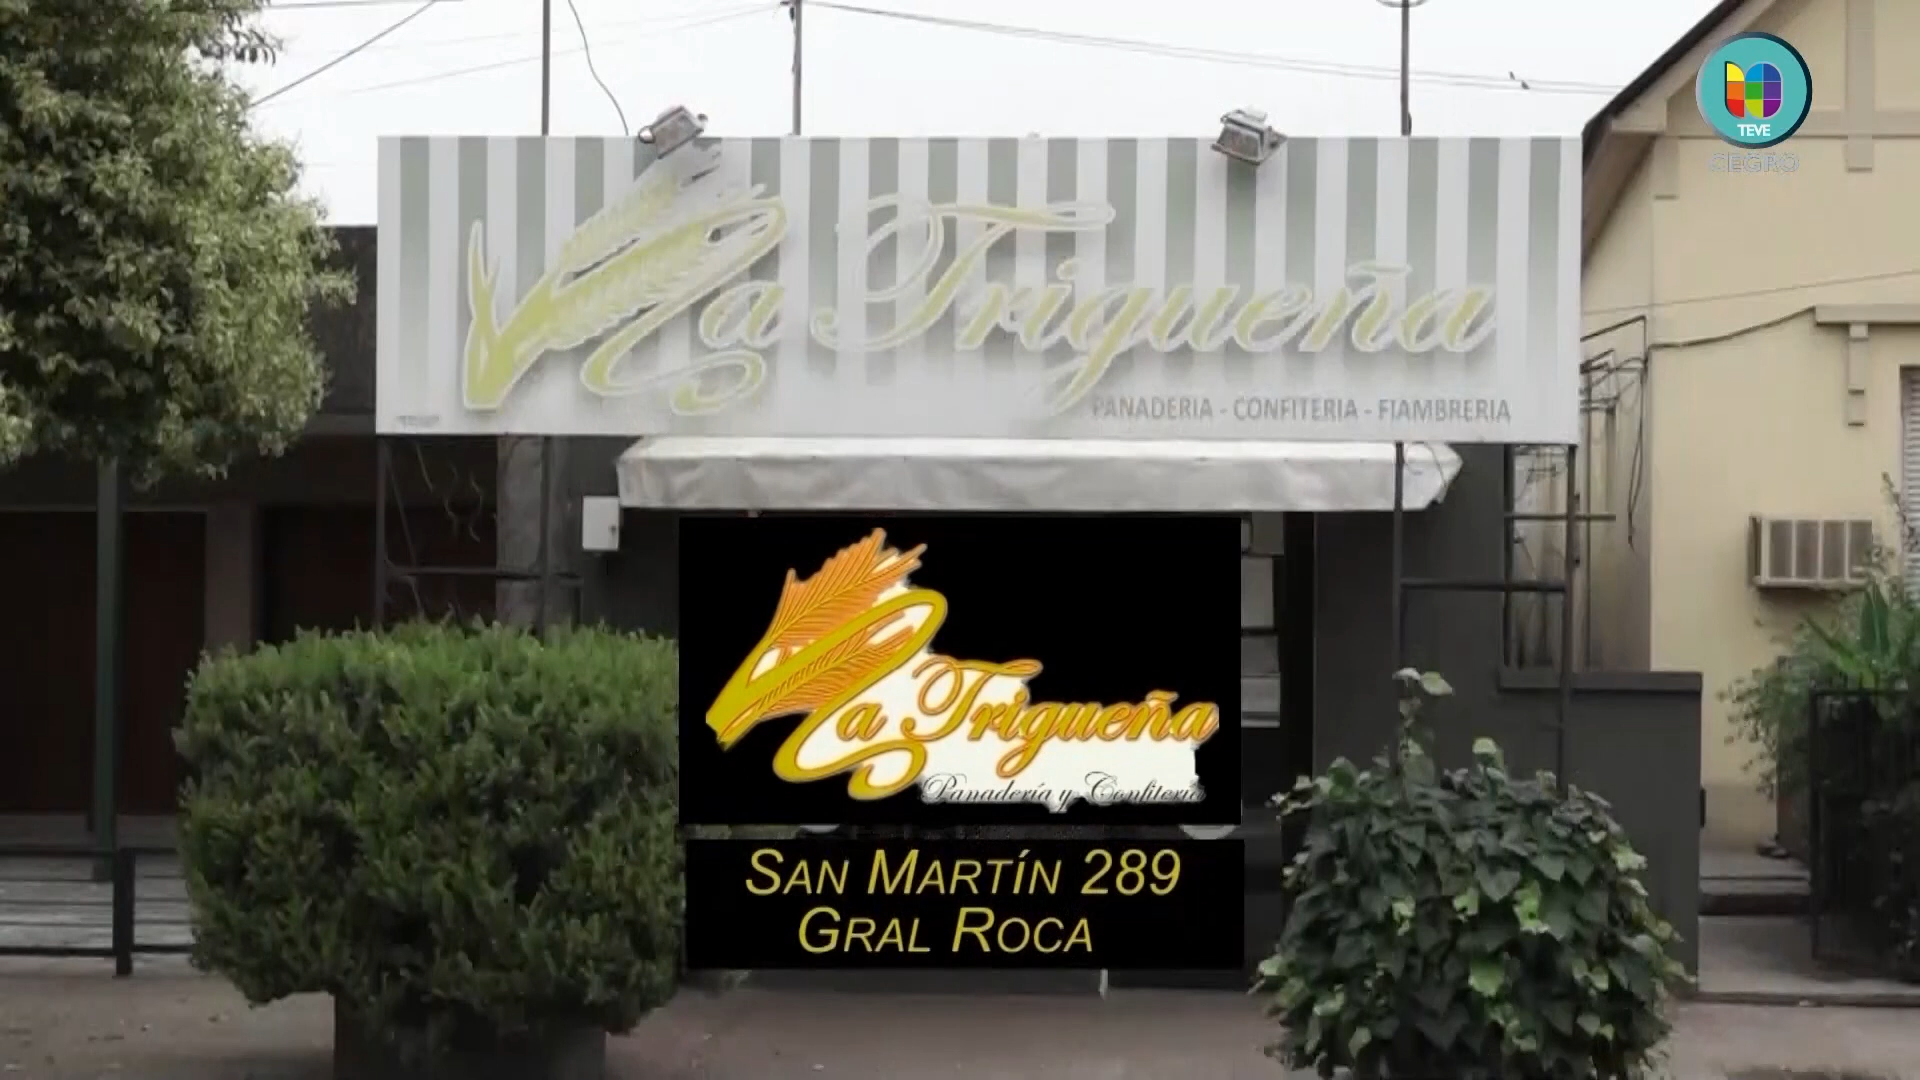 TEVE
CEGRO
La Trigueña
PANADERIA - CONFITERIA - FIAMBRERIA
La Trigueña
Panadería y Confitería
SAN MARTÍN 289
GRAL ROCA